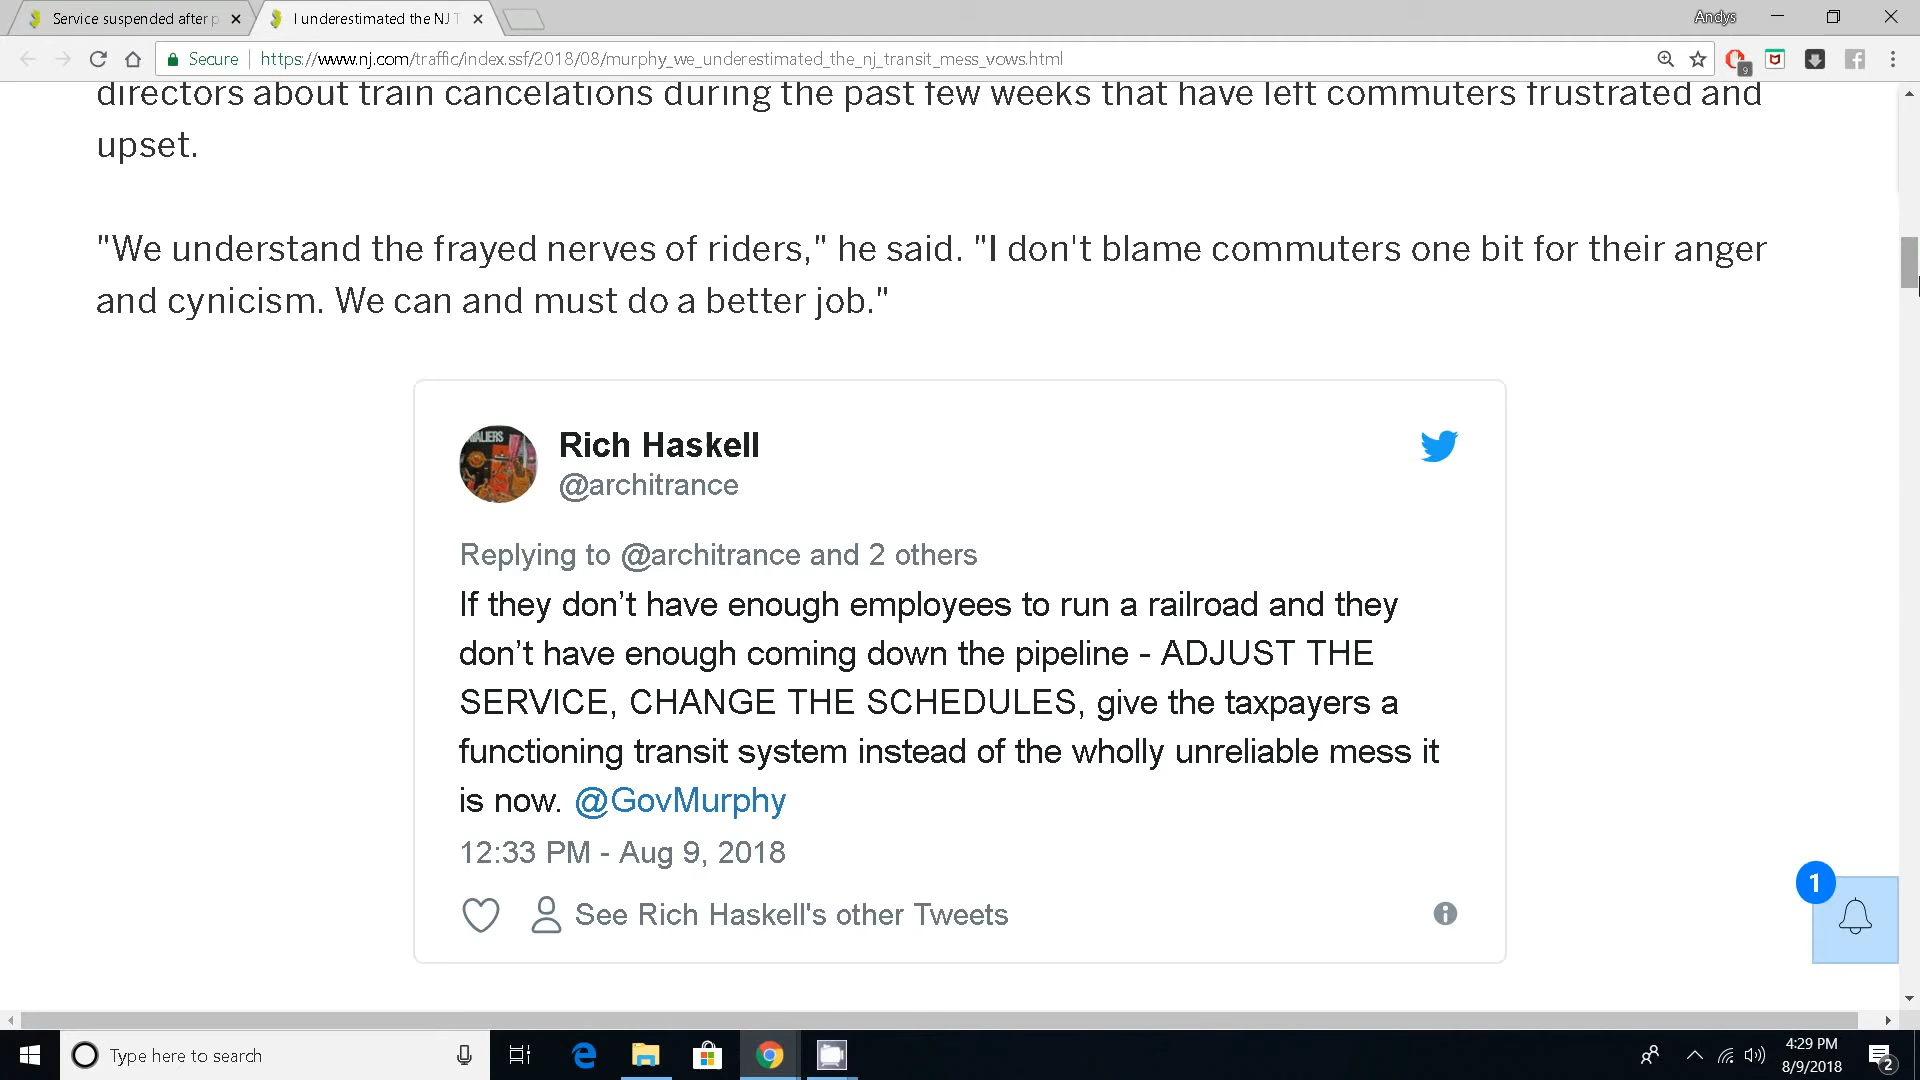 Service suspended after p
I underestimated the NJ T
Andys
Secure
https://www.nj.com/traffic/index.ssf/2018/08/murphy_we_underestimated_the_nj_transit_mess_vows.html
9
directors about train cancelations during the past few weeks that have left commuters frustrated and
upset.
"We understand the frayed nerves of riders," he said. "I don't blame commuters one bit for their anger
and cynicism. We can and must do a better job."
Rich Haskell
@architrance
Replying to @architrance and 2 others
If they don’t have enough employees to run a railroad and they
don’t have enough coming down the pipeline - ADJUST THE
SERVICE, CHANGE THE SCHEDULES, give the taxpayers a
functioning transit system instead of the wholly unreliable mess it
is now. @GovMurphy
12:33 PM - Aug 9, 2018
See Rich Haskell's other Tweets
1
Type here to search
4:29 PM
8/9/2018
2